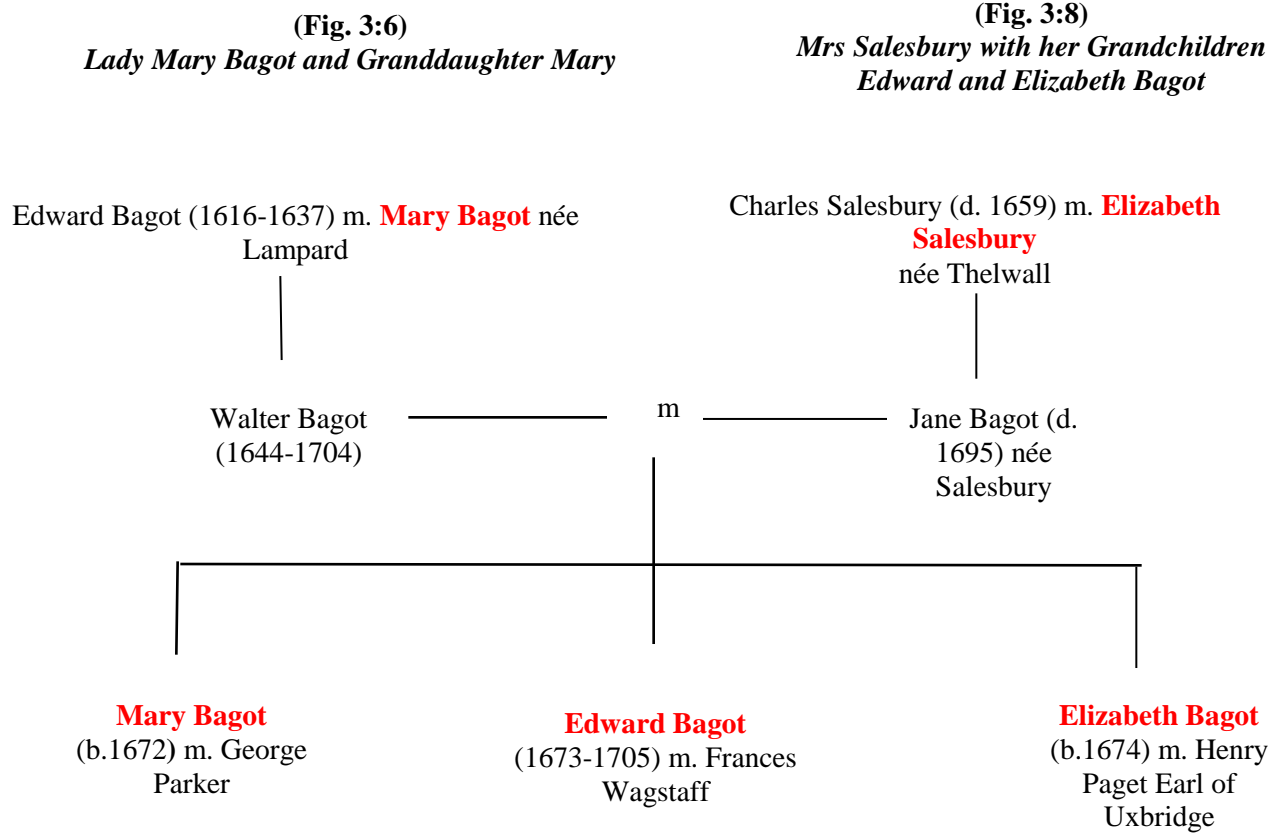 (Fig. 3:6)
Lady Mary Bagot and Granddaughter Mary
(Fig. 3:8)
Mrs Salesbury with her Grandchildren
Edward and Elizabeth Bagot
Edward Bagot (1616-1637) m. Mary Bagot née
Lampard
Charles Salesbury (d. 1659) m. Elizabeth
Salesbury
née Thelwall
Walter Bagot
(1644-1704)
m
Jane Bagot (d.
1695) née
Salesbury
Mary Bagot
(b.1672) m. George
Parker
Edward Bagot
(1673-1705) m. Frances
Wagstaff
Elizabeth Bagot
(b.1674) m. Henry
Paget Earl of
Uxbridge